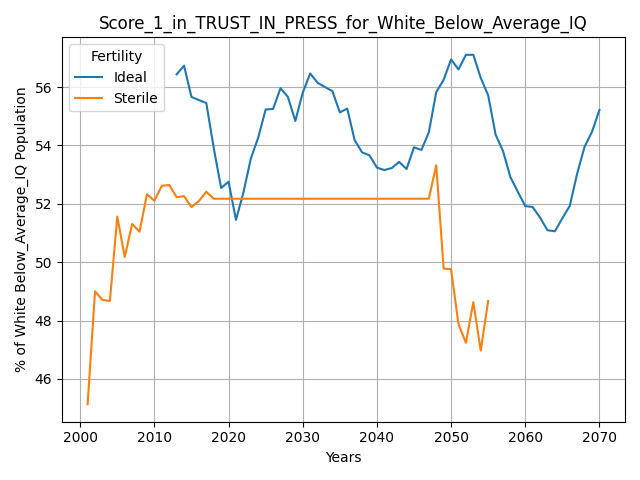 Score_1_in_TRUST_IN_PRESS_for_White_Below_Average_IQ
Fertility
Ideal
Sterile
% of White Below_Average_IQ Population
56
54
52
50
48
46
2000 2010 2020 2030 2040 2050 2060 2070
Years